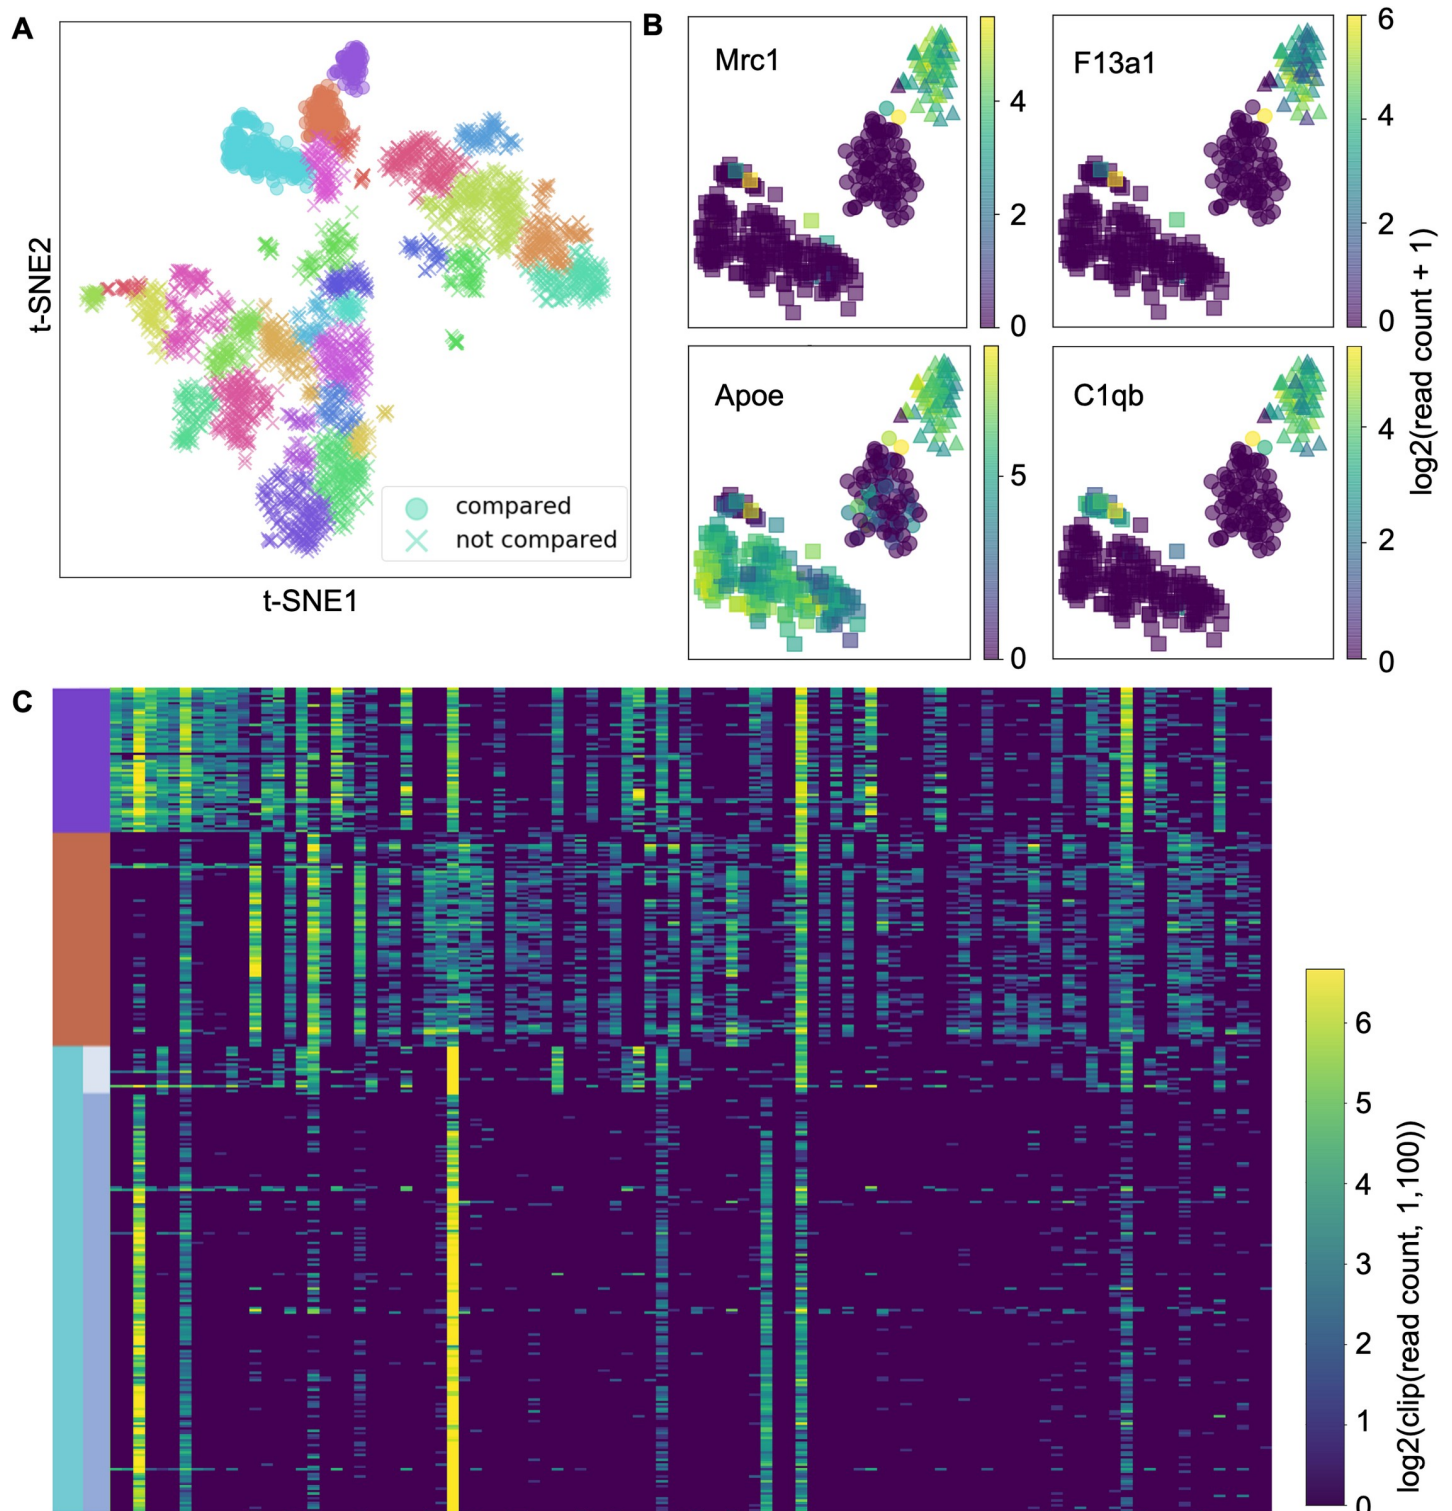 A
t-SNE2
compared
not compared
t-SNE1
B
Mrc1
4
2
0
F13a1
6
4
2
0
Apoe
5
0
C1qb
4
2
0
log2(read count + 1)
C
6
5
4
3
2
1
0
log2(clip(read count, 1,100))